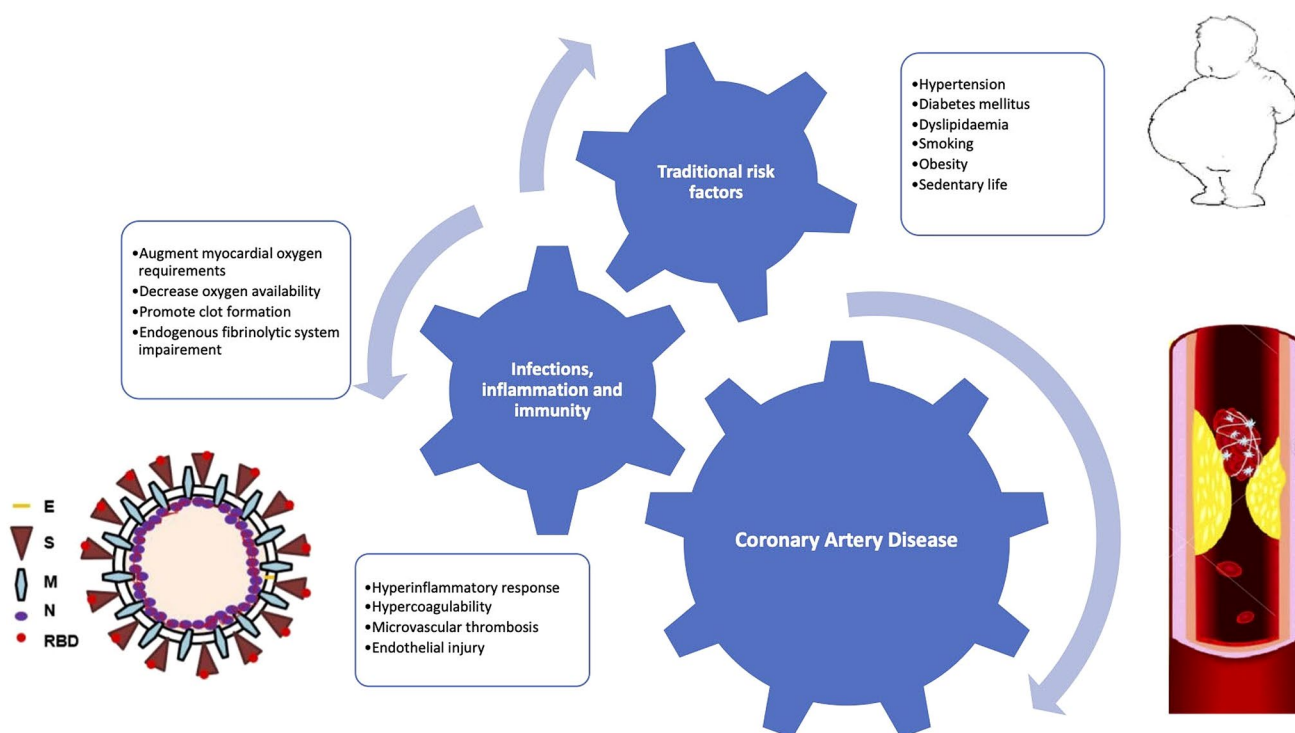 •Hypertension
•Diabetes mellitus
•Dyslipidaemia
•Smoking
•Obesity
•Sedentary life
Traditional risk
factors
•Augment myocardial oxygen
requirements
•Decrease oxygen availability
•Promote clot formation
•Endogenous fibrinolytic system
impairement
Infections,
inflammation and
immunity
Coronary Artery Disease
E
S
M
N
RBD
•Hyperinflammatory response
•Hypercoagulability
•Microvascular thrombosis
•Endothelial injury